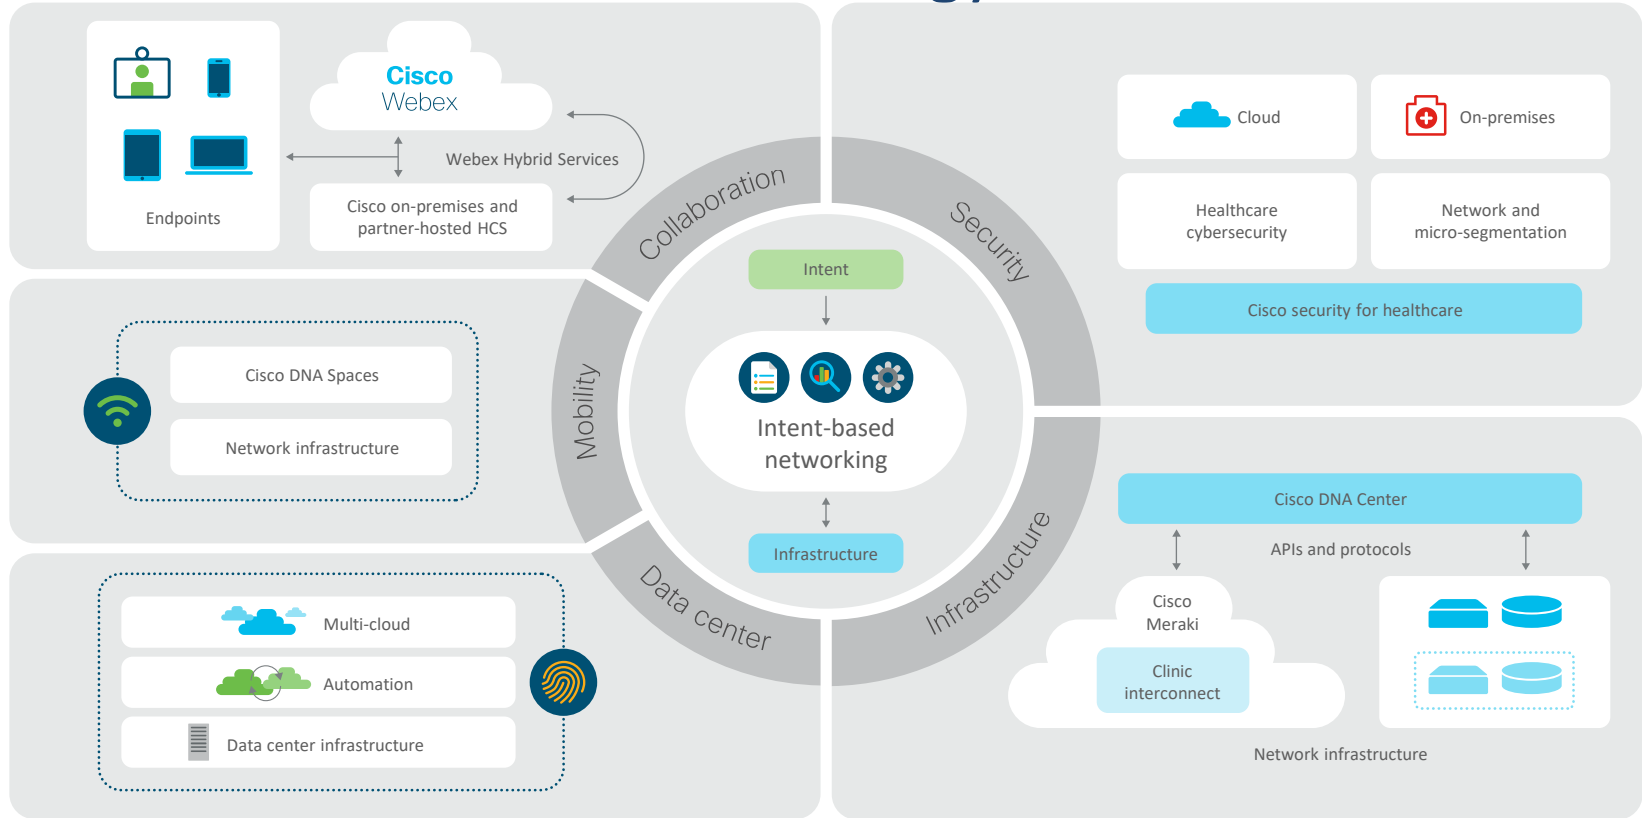 Cisco
Webex
Webex Hybrid Services
Endpoints
Cisco on-premises and
partner-hosted HCS
Collaboration
Cisco DNA Spaces
Network infrastructure
Mobility
Multi-cloud
Automation
Data center infrastructure
Data center
Intent
Intent-based
networking
Infrastructure
Security
Cloud
On-premises
Healthcare
cybersecurity
Network and
micro-segmentation
Cisco security for healthcare
Infrastructure
Cisco DNA Center
APIs and protocols
Cisco
Meraki
Clinic
interconnect
Network infrastructure